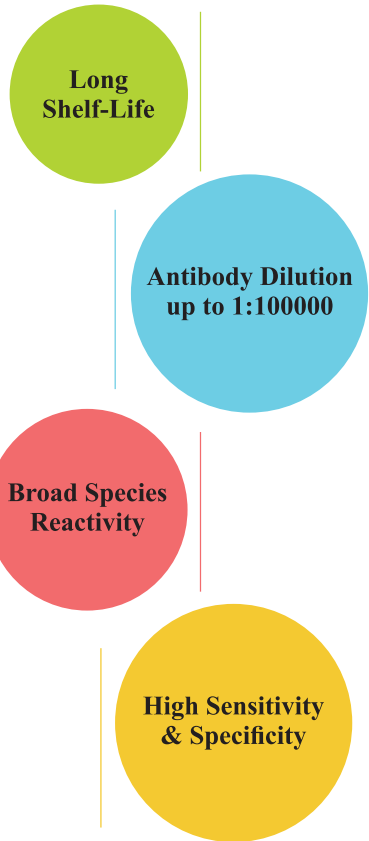 Long
Shelf-Life
Antibody Dilution
up to 1:100000
Broad Species
Reactivity
High Sensitivity
& Specificity